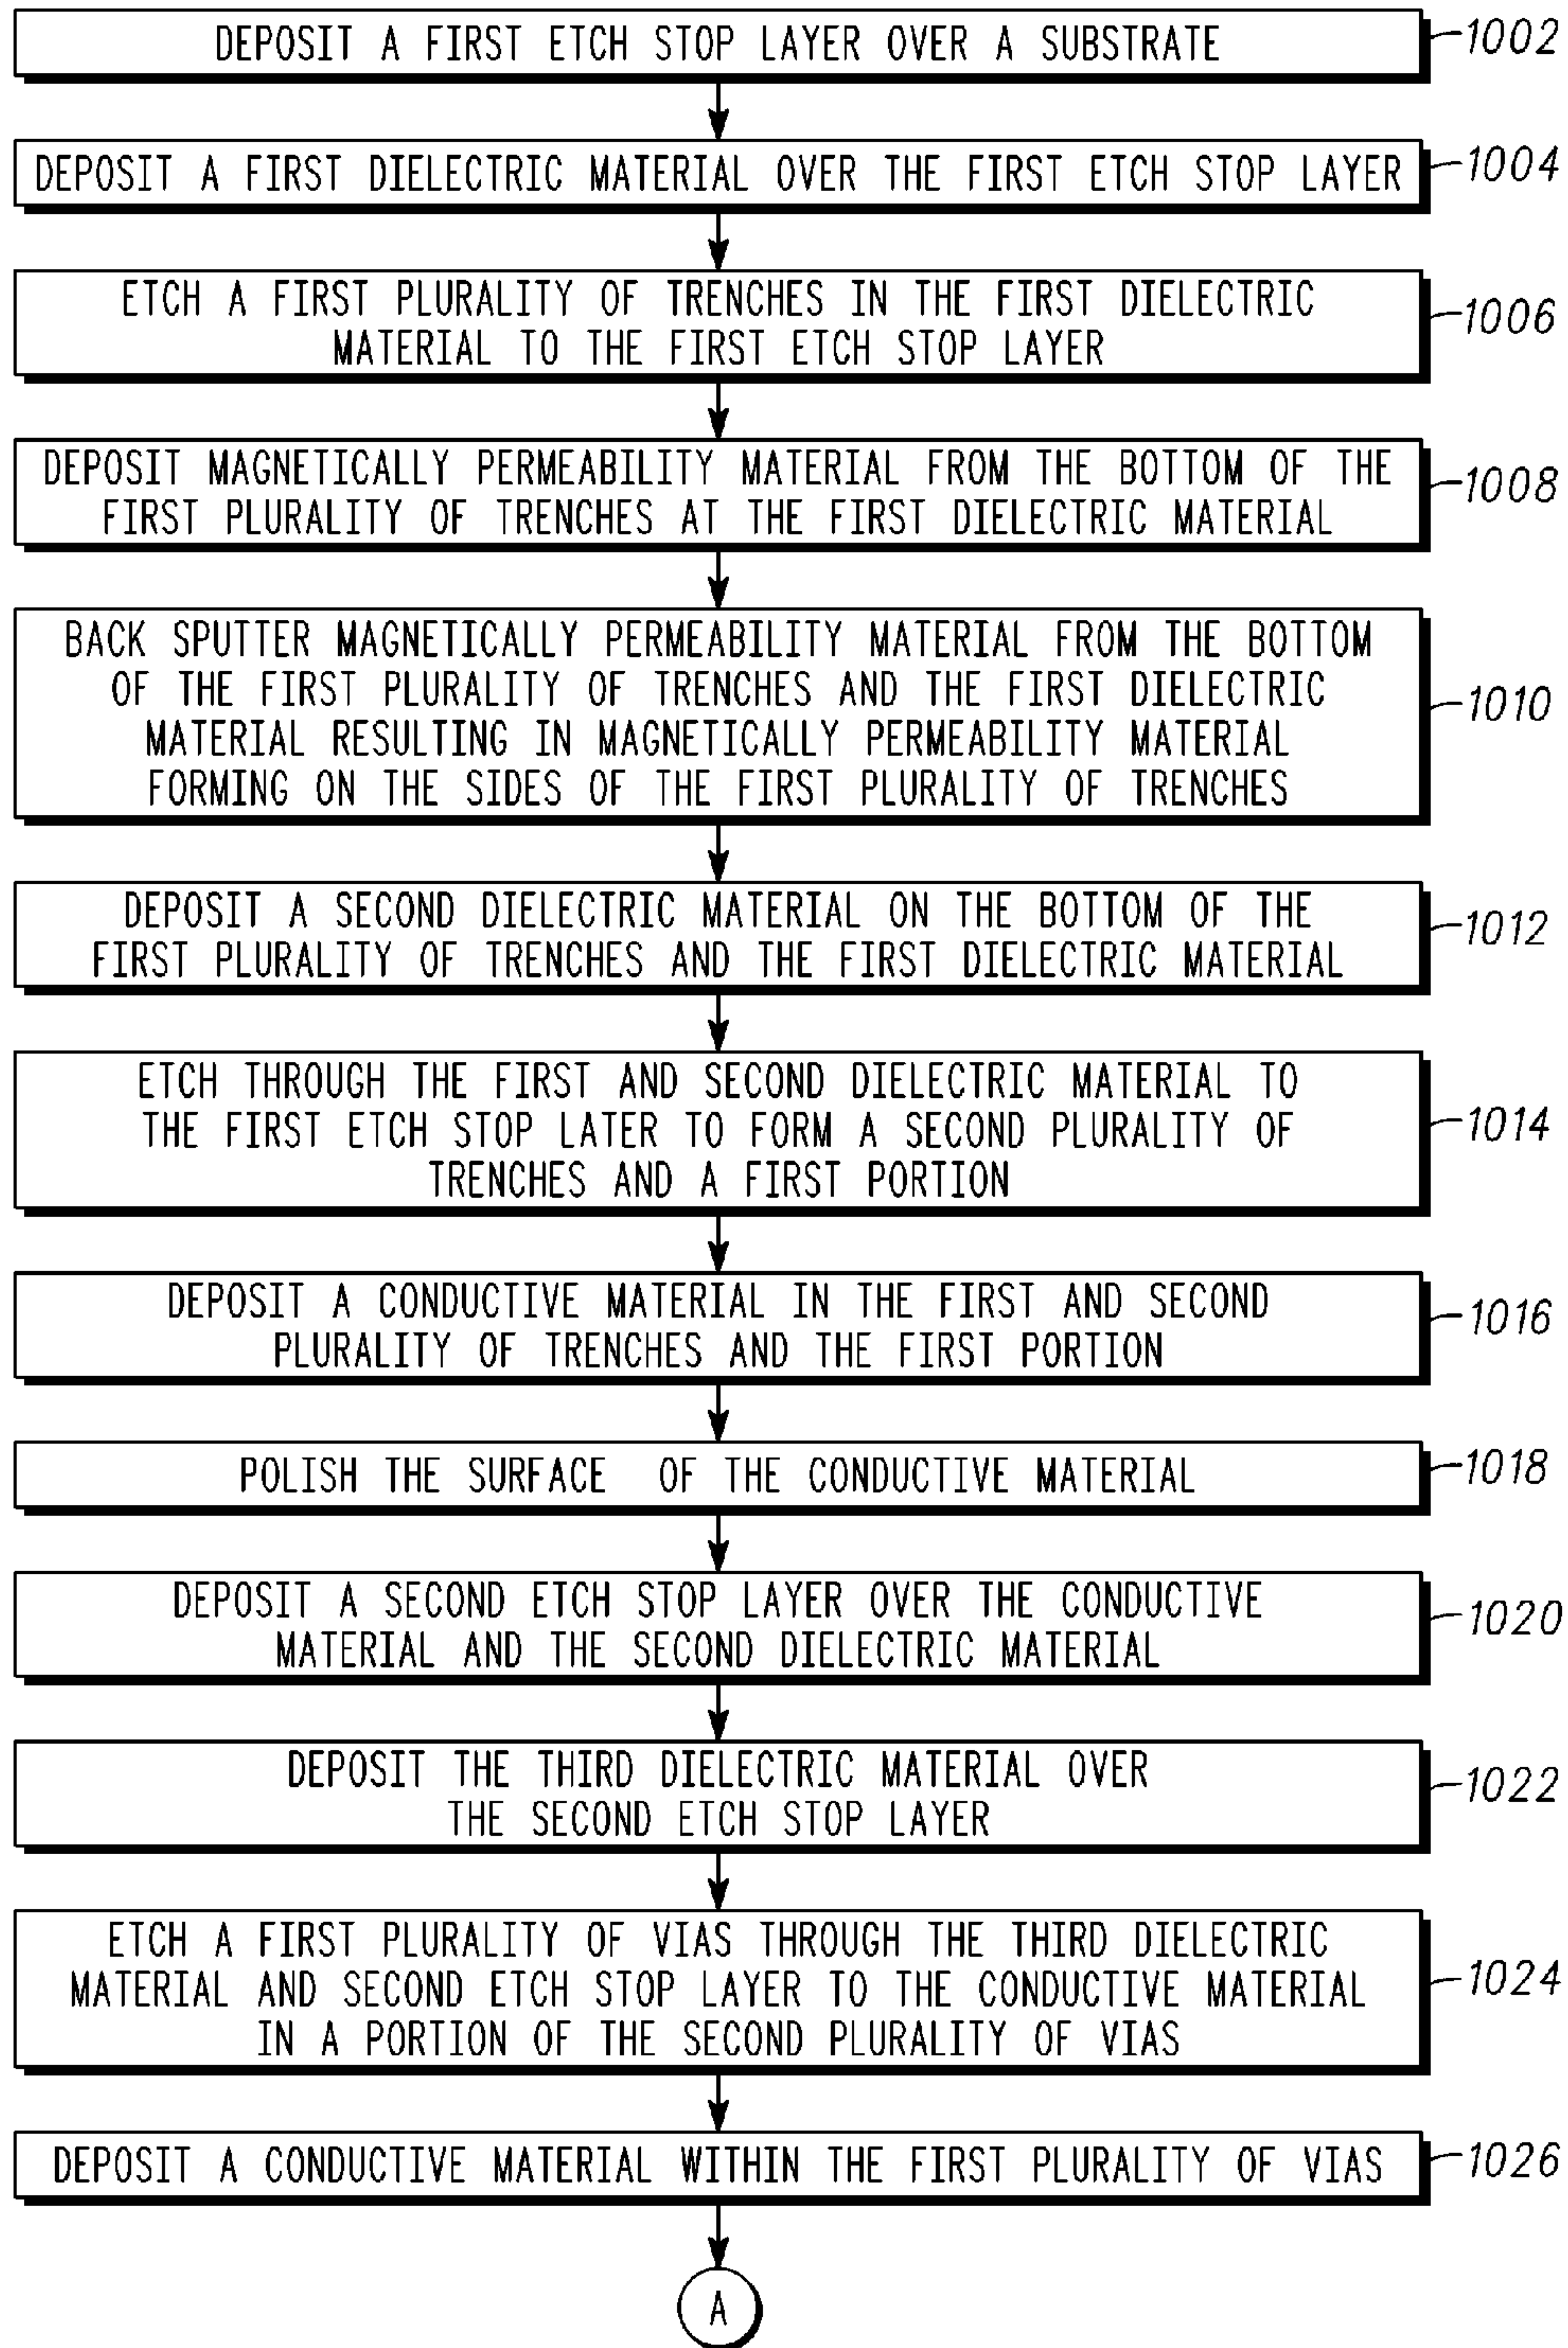 DEPOSIT A FIRST ETCH STOP LAYER OVER A SUBSTRATE
1002
DEPOSIT A FIRST DIELECTRIC MATERIAL OVER THE FIRST ETCH STOP LAYER
1004
ETCH A FIRST PLURALITY OF TRENCHES IN THE FIRST DIELECTRIC
MATERIAL TO THE FIRST ETCH STOP LAYER
1006
DEPOSIT MAGNETICALLY PERMEABILITY MATERIAL FROM THE BOTTOM OF THE
FIRST PLURALITY OF TRENCHES AT THE FIRST DIELECTRIC MATERIAL
1008
BACK SPUTTER MAGNETICALLY PERMEABILITY MATERIAL FROM THE BOTTOM
OF THE FIRST PLURALITY OF TRENCHES AND THE FIRST DIELECTRIC
MATERIAL RESULTING IN MAGNETICALLY PERMEABILITY MATERIAL
FORMING ON THE SIDES OF THE FIRST PLURALITY OF TRENCHES
1010
DEPOSIT A SECOND DIELECTRIC MATERIAL ON THE BOTTOM OF THE
FIRST PLURALITY OF TRENCHES AND THE FIRST DIELECTRIC MATERIAL
1012
ETCH THROUGH THE FIRST AND SECOND DIELECTRIC MATERIAL TO
THE FIRST ETCH STOP LATER TO FORM A SECOND PLURALITY OF
TRENCHES AND A FIRST PORTION
1014
DEPOSIT A CONDUCTIVE MATERIAL IN THE FIRST AND SECOND
PLURALITY OF TRENCHES AND THE FIRST PORTION
1016
POLISH THE SURFACE OF THE CONDUCTIVE MATERIAL
1018
DEPOSIT A SECOND ETCH STOP LAYER OVER THE CONDUCTIVE
MATERIAL AND THE SECOND DIELECTRIC MATERIAL
1020
DEPOSIT THE THIRD DIELECTRIC MATERIAL OVER
THE SECOND ETCH STOP LAYER
1022
ETCH A FIRST PLURALITY OF VIAS THROUGH THE THIRD DIELECTRIC
MATERIAL AND SECOND ETCH STOP LAYER TO THE CONDUCTIVE MATERIAL
IN A PORTION OF THE SECOND PLURALITY OF VIAS
1024
DEPOSIT A CONDUCTIVE MATERIAL WITHIN THE FIRST PLURALITY OF VIAS
1026
A